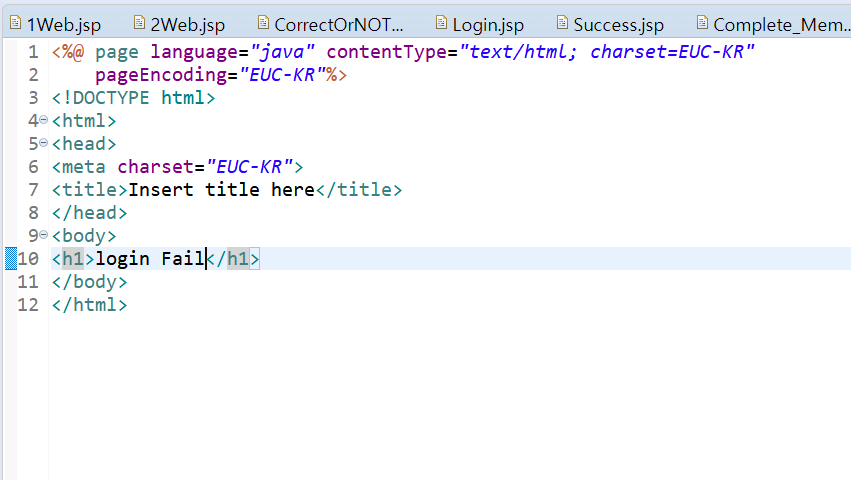 1Web.jsp 2Web.jsp CorrectOrNOT... Login.jsp Success.jsp Complete_Mem...
1 <%@ page language="java" contentType="text/html; charset=EUC-KR"
2     pageEncoding="EUC-KR"%>
3 <!DOCTYPE html>
4 <html>
5 <head>
6 <meta charset="EUC-KR">
7 <title>Insert title here</title>
8 </head>
9 <body>
10 <h1>login Fail</h1>
11 </body>
12 </html>